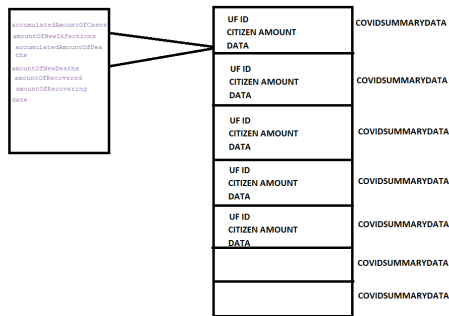 accumulatedAmountOfCases
amountOfNewInfections
accumulatedAmountOfDea
ths
amountOfNewDeaths
amountOfRecovered
amountOfRecovering
date
UF ID
CITIZEN AMOUNT
DATA
COVIDSUMMARYDATA
UF ID
CITIZEN AMOUNT
DATA
COVIDSUMMARYDATA
UF ID
CITIZEN AMOUNT
DATA
COVIDSUMMARYDATA
UF ID
CITIZEN AMOUNT
DATA
COVIDSUMMARYDATA
UF ID
CITIZEN AMOUNT
DATA
COVIDSUMMARYDATA
COVIDSUMMARYDATA
COVIDSUMMARYDATA